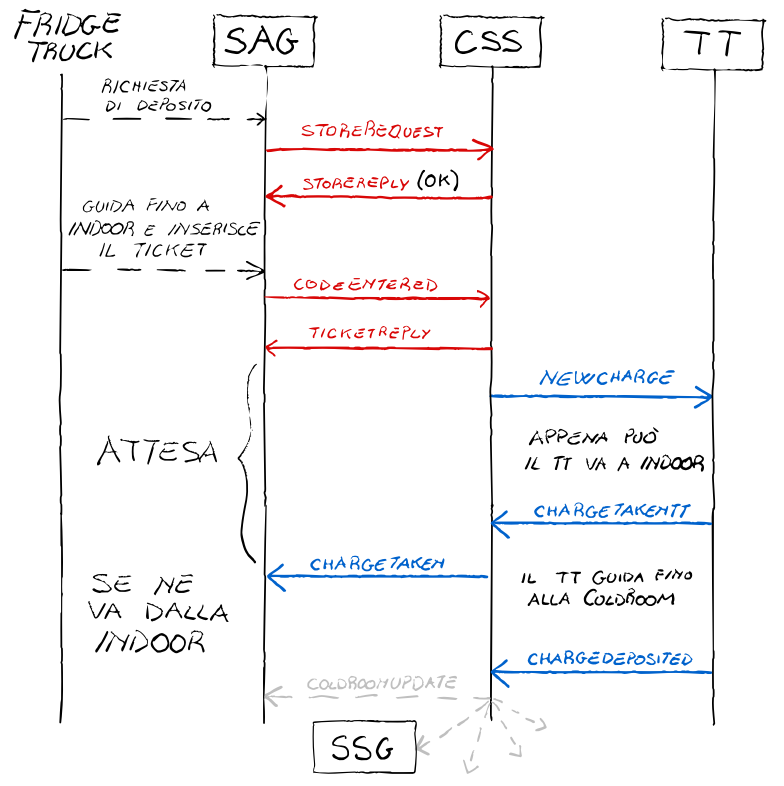 FRIDGE
TRUCK
SAG
CSS
TT
RICHIESTA
DI DEPOSITO
STOREREQUEST
STOREREPLY (OK)
GUIDA FINO A
INDOOR E INSERISCE
IL TICKET
CODEENTERED
TICKETREPLY
NEWCHARGE
ATTESA
APPENA PUÒ
IL TT VA A INDOOR
CHARGETAKENTT
CHARGETAKEN
IL TT GUIDA FINO
ALLA COLDROOM
SE NE
VA DALLA
INDOOR
CHARGEDEPOSITED
COLDROOMUPDATE
SSG